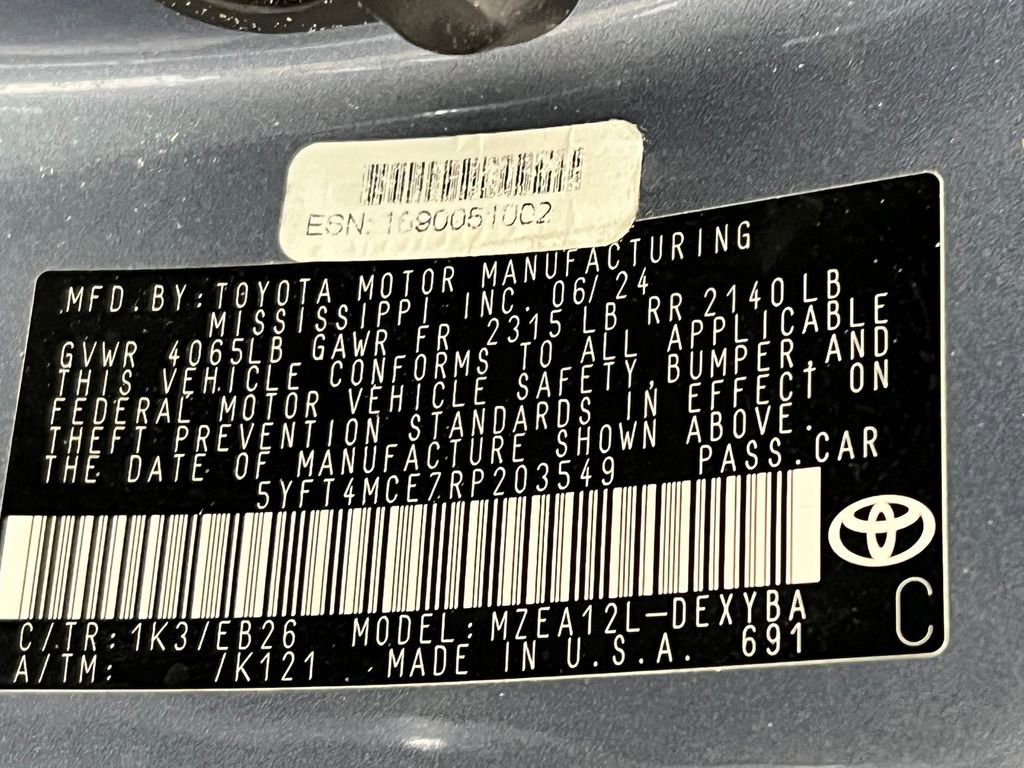 ESN: 1690051002
MFD. BY: TOYOTA MOTOR MANUFACTURING
MISSISSIPPI INC. 06/24
GVWR 4065LB GAWR FR 2315 LB RR 2140 LB
THIS VEHICLE CONFORMS TO ALL APPLICABLE
FEDERAL MOTOR VEHICLE SAFETY, BUMPER, AND
THEFT PREVENTION STANDARDS IN EFFECT ON
THE DATE OF MANUFACTURE SHOWN ABOVE.
5YFT4MCE7RP203549 PASS. CAR
C/TR: 1K3/EB26 MODEL: MZEA12L-DEXYBA
A/TM: /K121 MADE IN U.S.A. 691
C